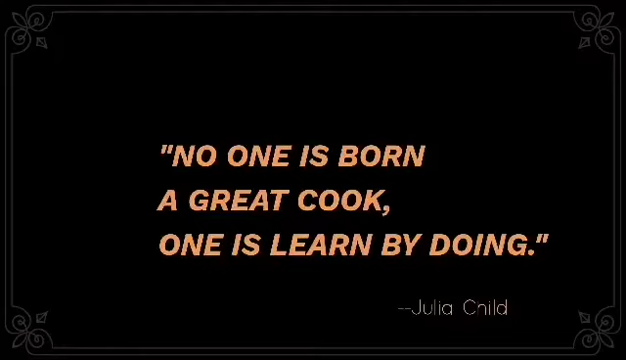 "NO ONE IS BORN
A GREAT COOK,
ONE IS LEARN BY DOING."
--Julia Child